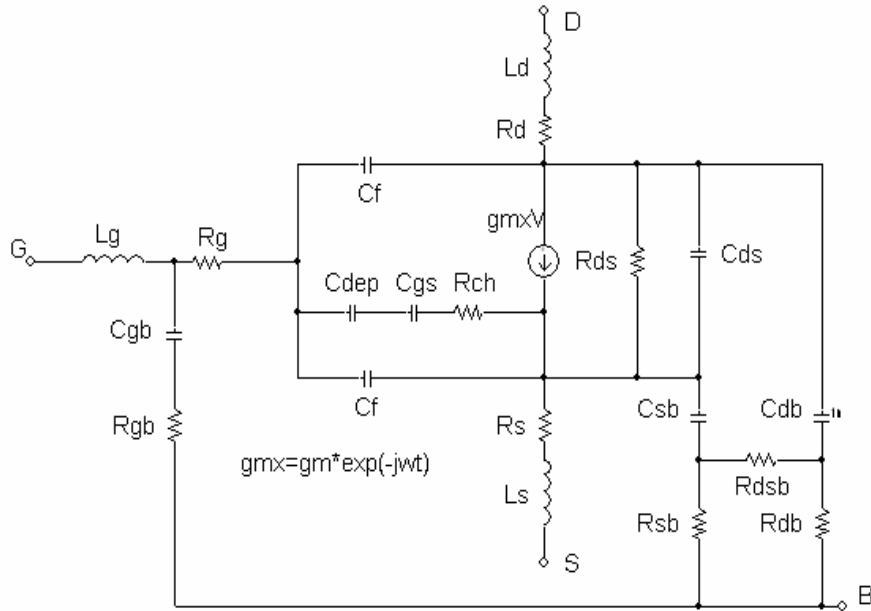 D
Ld
Rd
Cf
gmxV
Lg
Rg
G
Rds
Cds
Cdep
Cgs
Rch
Cgb
Cf
Csb
Cdb
Rgb
Rs
gmx=gm*exp(-jwt)
Rdsb
Ls
Rsb
Rdb
S
B